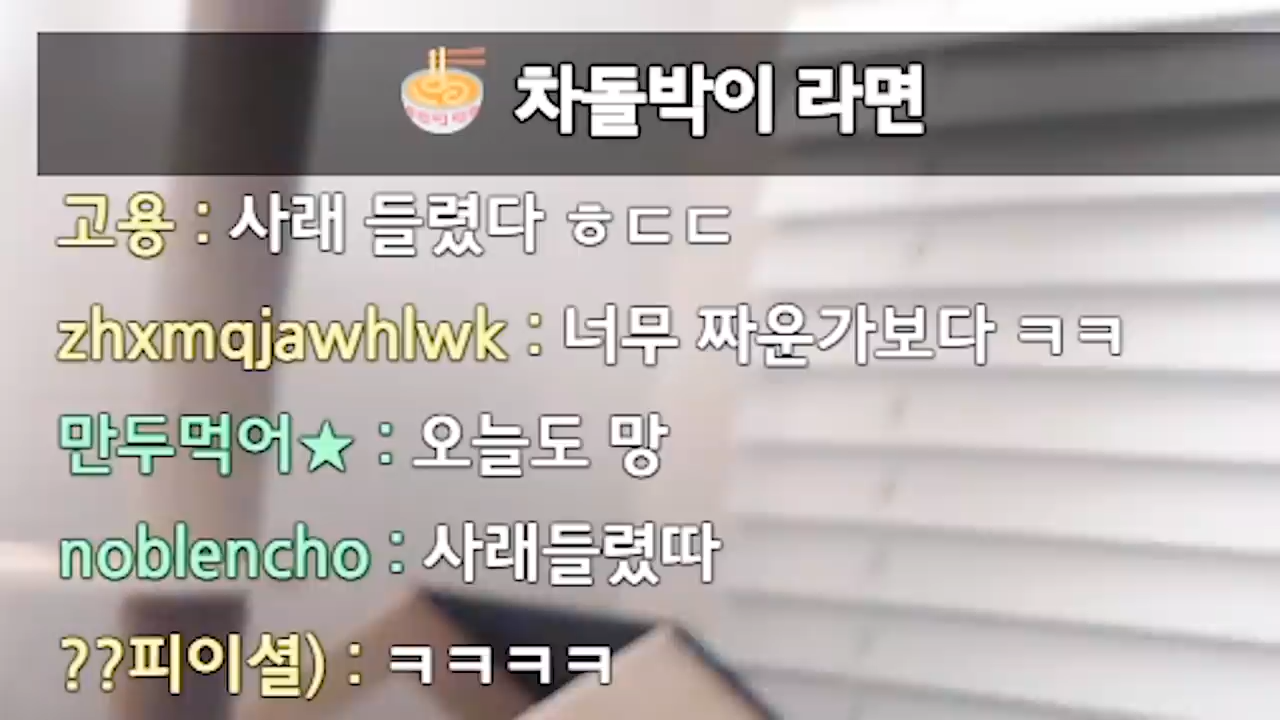 차돌박이 라면
고용 : 사래 들렸다 ㅎㄷㄷ
zhxmqjawhlwk : 너무 짜운가보다 ㅋㅋ
만두먹어★ : 오늘도 망
noblencho : 사래들렸따
??피이셜) : ㅋㅋㅋㅋ